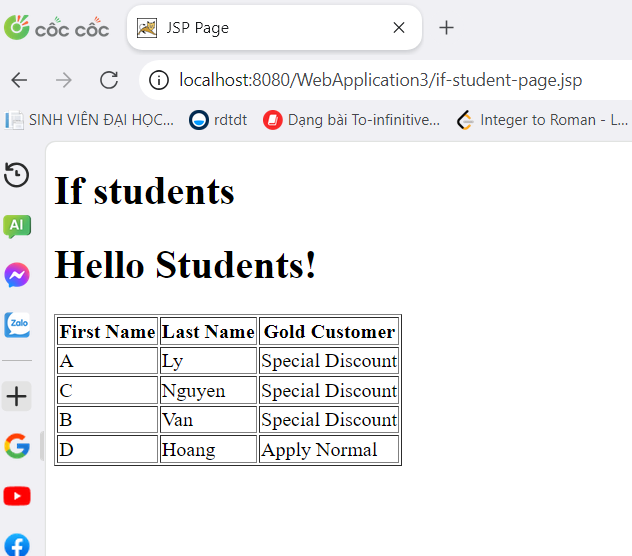 cốc cốc
JSP Page
localhost:8080/WebApplication3/if-student-page.jsp
SINH VIÊN ĐẠI HỌC... rdtdt Dạng bài To-infinitive... Integer to Roman - L...
AI
Zalo
If students
Hello Students!
First Name Last Name Gold Customer
A Ly Special Discount
C Nguyen Special Discount
B Van Special Discount
D Hoang Apply Normal